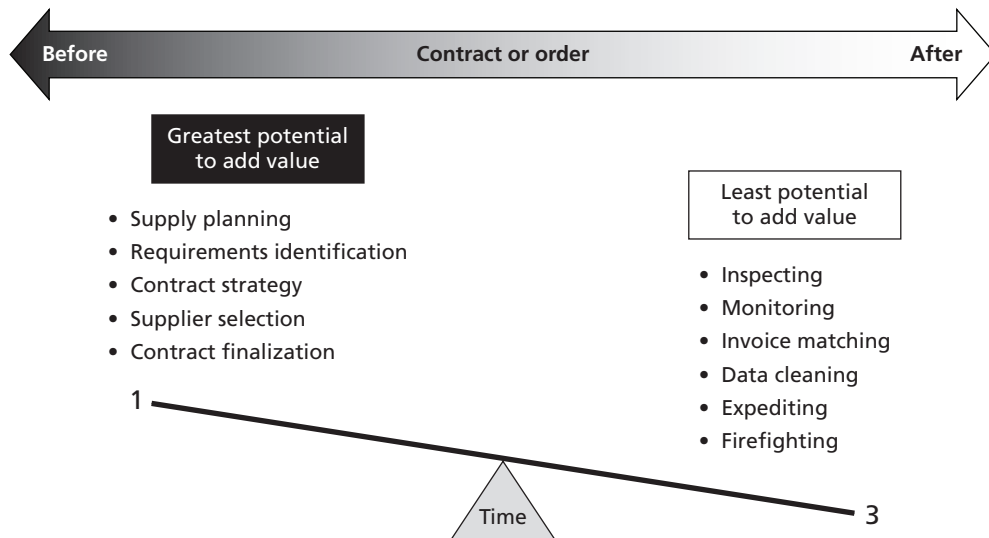 Before Contract or order After
Greatest potential
to add value
• Supply planning
• Requirements identification
• Contract strategy
• Supplier selection
• Contract finalization
Least potential
to add value
• Inspecting
• Monitoring
• Invoice matching
• Data cleaning
• Expediting
• Firefighting
1
3
Time